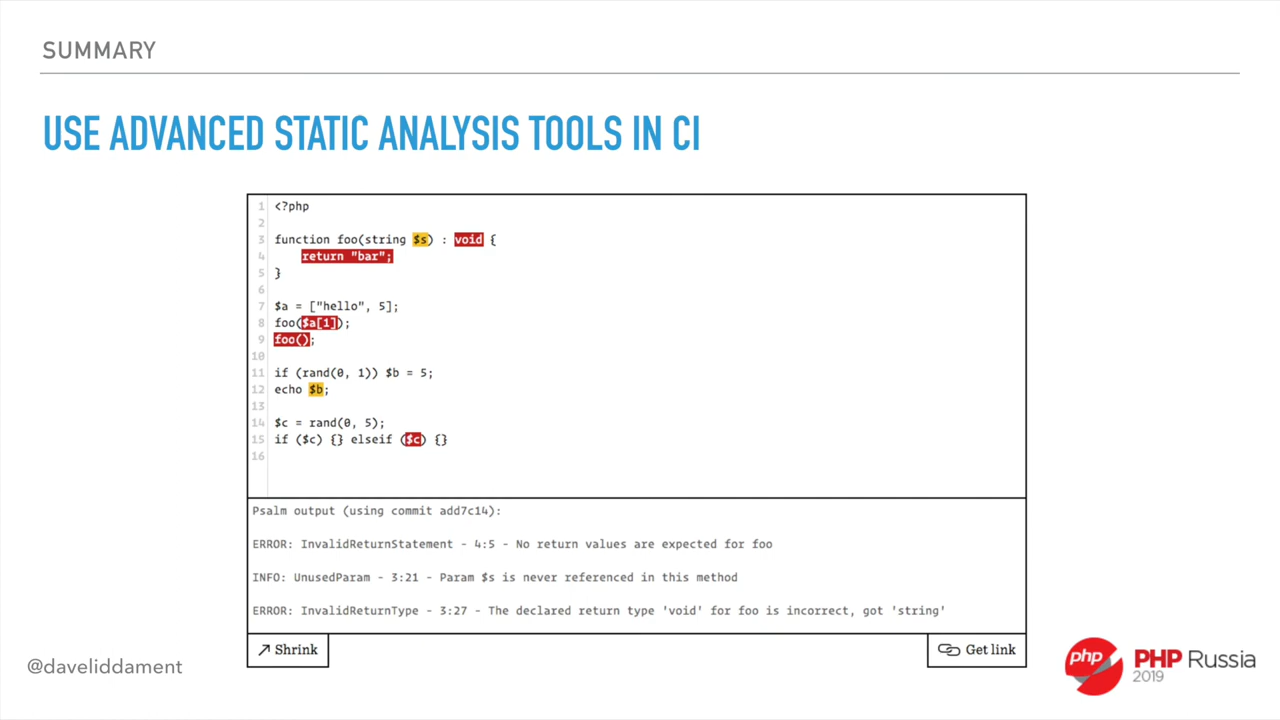 SUMMARY
USE ADVANCED STATIC ANALYSIS TOOLS IN CI
1 <?php
2
3 function foo(string $s) : void {
4 return "bar";
5 }
6
7 $a = ["hello", 5];
8 foo($a[1]);
9 foo();
10
11 if (rand(0, 1)) $b = 5;
12 echo $b;
13
14 $c = rand(0, 5);
15 if ($c) {} elseif ($c) {}
16
Psalm output (using commit add7c14):
ERROR: InvalidReturnStatement - 4:5 - No return values are expected for foo
INFO: UnusedParam - 3:21 - Param $s is never referenced in this method
ERROR: InvalidReturnType - 3:27 - The declared return type 'void' for foo is incorrect, got 'string'
Shrink
Get link
@daveliddament
php PHP Russia
2019